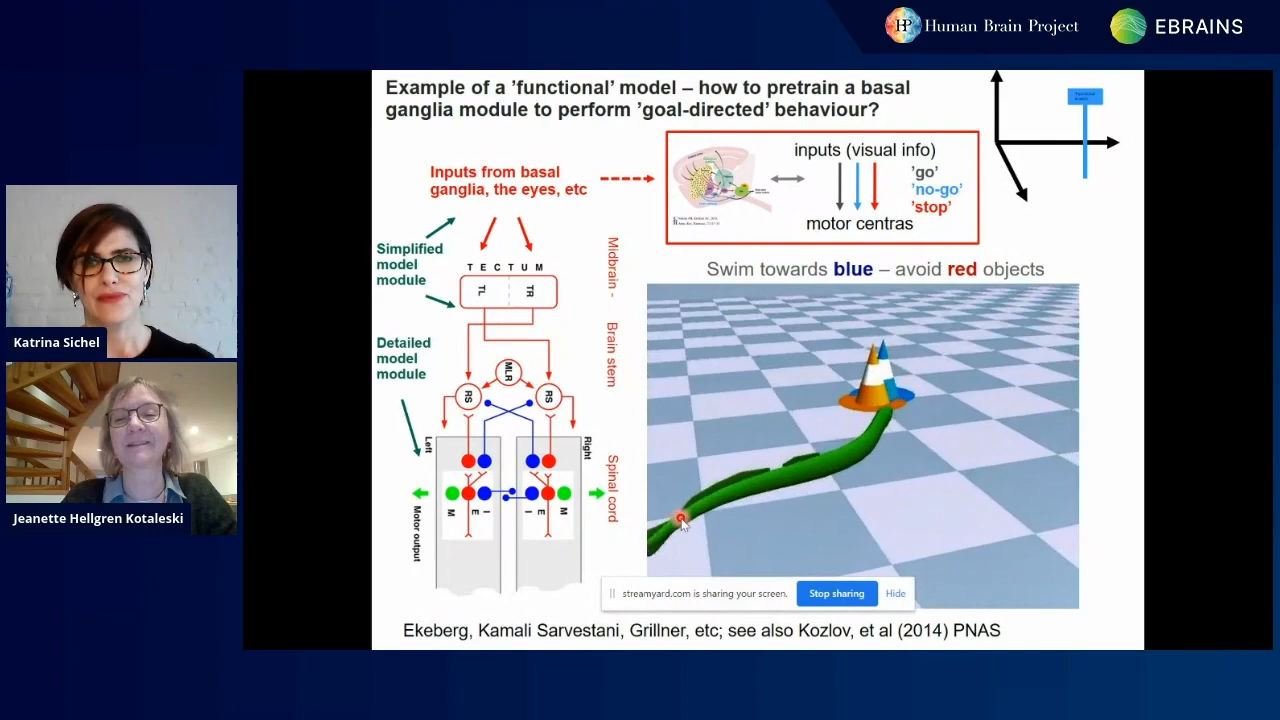 Human Brain Project
EBRAINS
Example of a ’functional’ model – how to pretrain a basal
ganglia module to perform ’goal-directed’ behaviour?
Inputs from basal
ganglia, the eyes, etc
inputs (visual info)
’go’
’no-go’
’stop’
motor centras
Simplified
model
module
TECTUM
TL
TR
Midbrain -
Brain stem
Spinal cord
Swim towards blue – avoid red objects
Detailed
model
module
MLR
RS
RS
Left
Right
M
E
I
I
E
M
Motor output
Katrina Sichel
Jeanette Hellgren Kotaleski
streamyard.com is sharing your screen.
Stop sharing
Hide
Ekeberg, Kamali Sarvestani, Grillner, etc; see also Kozlov, et al (2014) PNAS